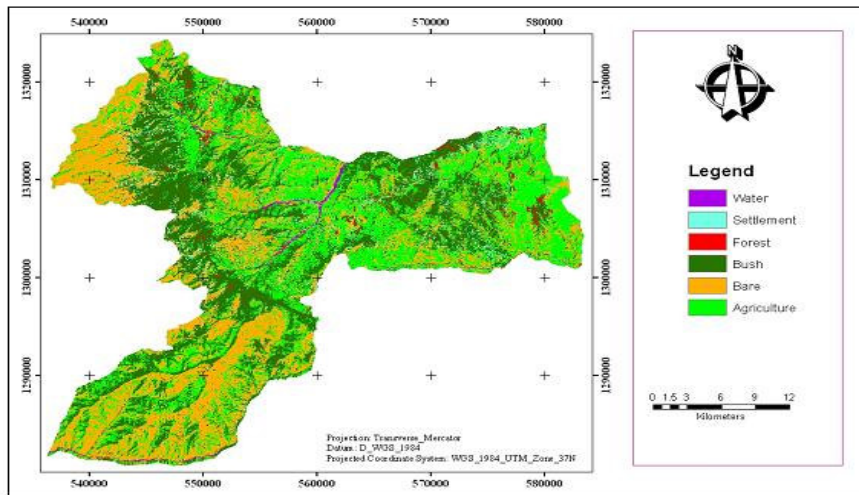 540000 550000 560000 570000 580000
1320000 1320000
1310000 1310000
1300000 1300000
1290000 1290000
540000 550000 560000 570000 580000
Projection: Transverse_Mercator
Datum: D_WGS_1984
Projected Coordinate System: WGS_1984_UTM_Zone_37N
N
Legend
Water
Settlement
Forest
Bush
Bare
Agriculture
0 1.5 3 6 9 12
Kilometers